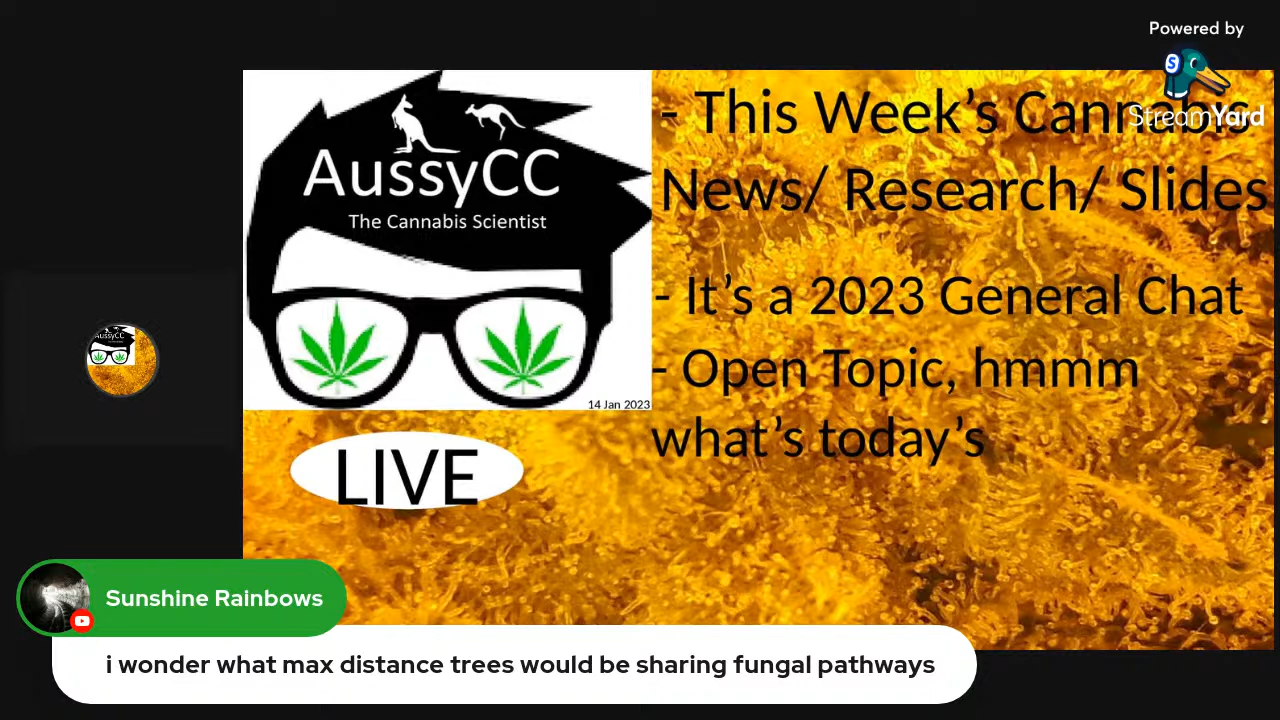 Powered by
StreamYard
AussyCC
The Cannabis Scientist
14 Jan 2023
LIVE
- This Week’s Cannabis
News/ Research/ Slides
- It’s a 2023 General Chat
- Open Topic, hmmm
what’s today’s
Sunshine Rainbows
i wonder what max distance trees would be sharing fungal pathways